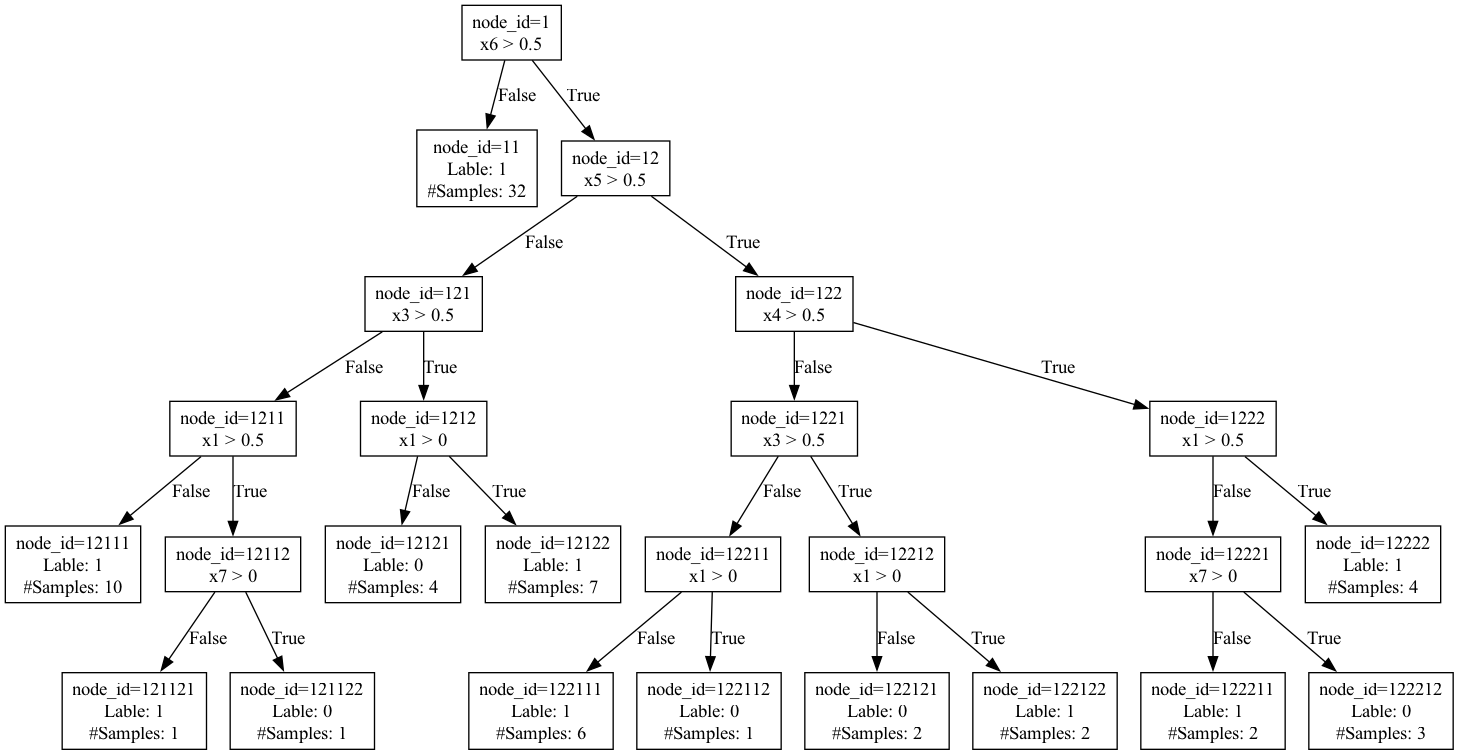 node_id=1
x6 > 0.5
False
True
node_id=11
Lable: 1
#Samples: 32
node_id=12
x5 > 0.5
False
True
node_id=121
x3 > 0.5
node_id=122
x4 > 0.5
False
True
False
True
node_id=1211
x1 > 0.5
node_id=1212
x1 > 0
node_id=1221
x3 > 0.5
node_id=1222
x1 > 0.5
False
True
False
True
False
True
False
True
node_id=12111
Lable: 1
#Samples: 10
node_id=12112
x7 > 0
node_id=12121
Lable: 0
#Samples: 4
node_id=12122
Lable: 1
#Samples: 7
node_id=12211
x1 > 0
node_id=12212
x1 > 0
node_id=12221
x7 > 0
node_id=12222
Lable: 1
#Samples: 4
False
True
False
True
False
True
False
True
node_id=121121
Lable: 1
#Samples: 1
node_id=121122
Lable: 0
#Samples: 1
node_id=122111
Lable: 1
#Samples: 6
node_id=122112
Lable: 0
#Samples: 1
node_id=122121
Lable: 0
#Samples: 2
node_id=122122
Lable: 1
#Samples: 2
node_id=122211
Lable: 1
#Samples: 2
node_id=122212
Lable: 0
#Samples: 3